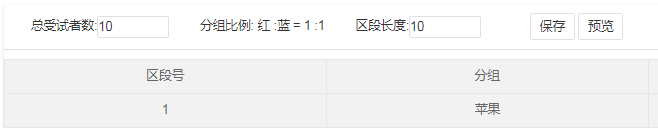 总受试者数:10 分组比例: 红 :蓝 = 1 :1 区段长度:10 保存 预览
区段号 分组
1 苹果